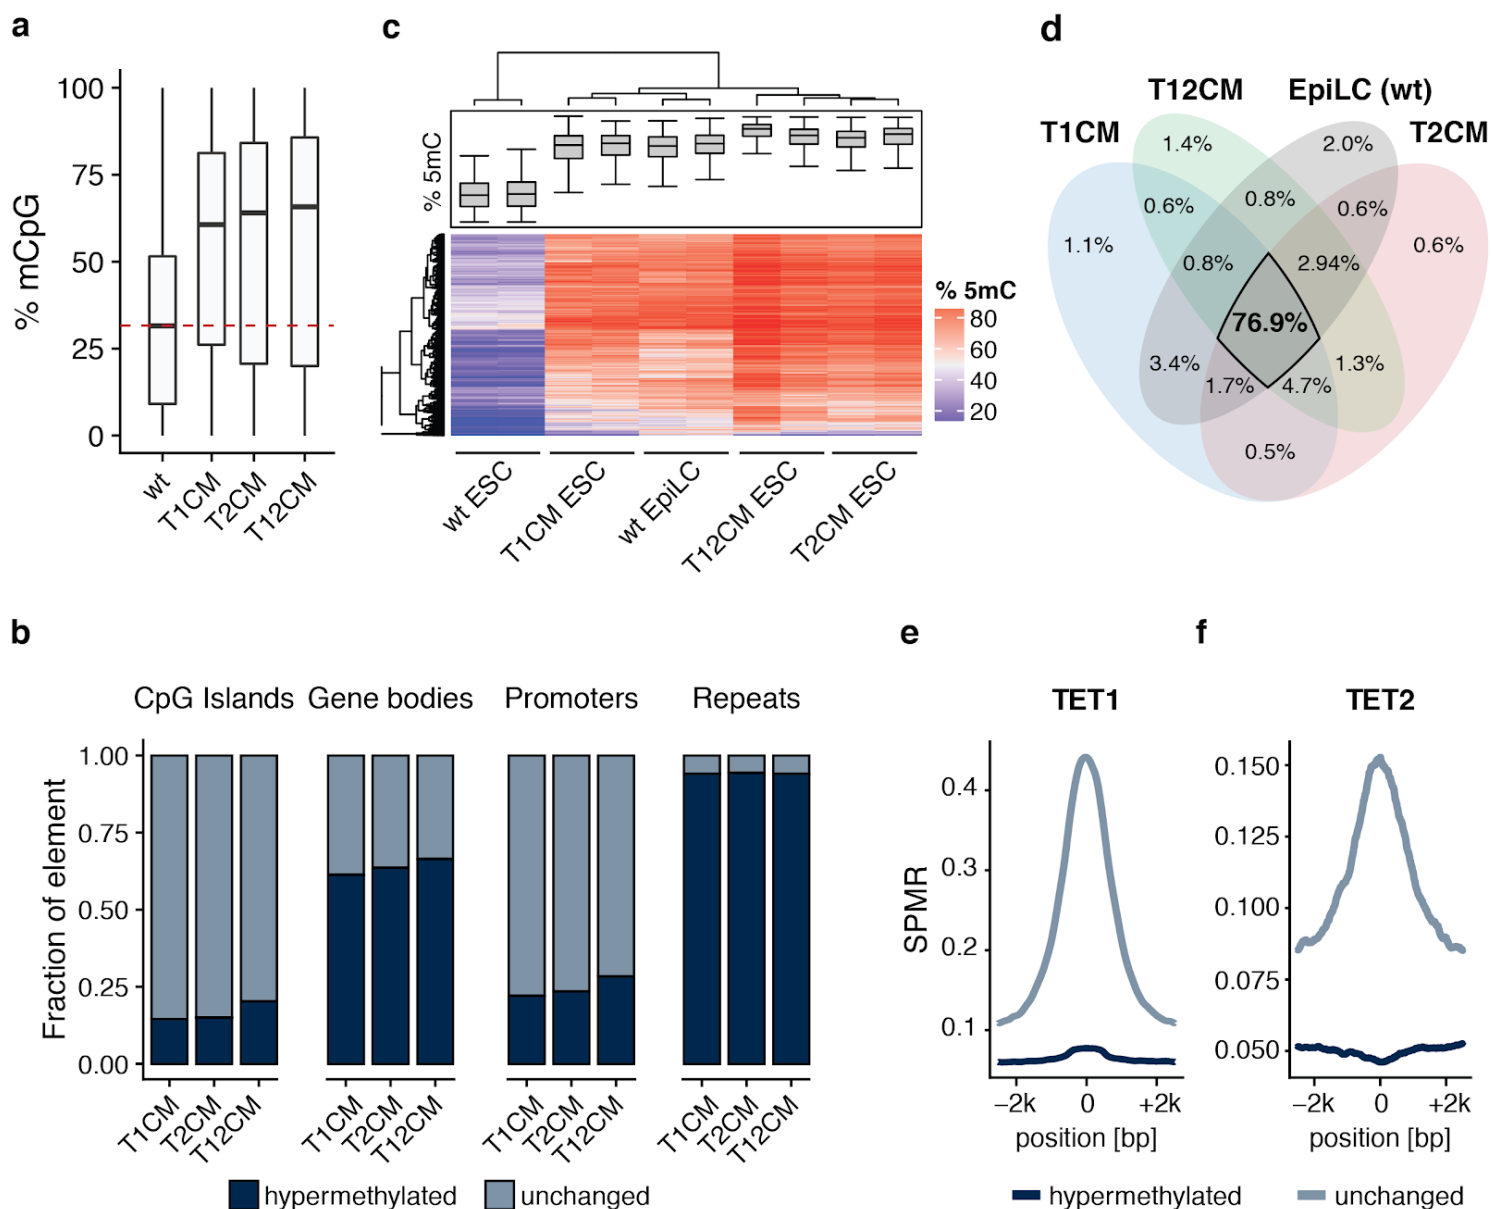 a
% mCpG
100
75
50
25
0
wt
T1CM
T2CM
T12CM
c
% 5mC
% 5mC
80
60
40
20
wt ESC
T1CM ESC
wt EpiLC
T12CM ESC
T2CM ESC
d
T12CM
EpiLC (wt)
T1CM
T2CM
1.4%
2.0%
0.6%
0.8%
0.6%
1.1%
0.6%
0.8%
2.94%
76.9%
3.4%
1.7%
4.7%
1.3%
0.5%
b
CpG Islands
Gene bodies
Promoters
Repeats
Fraction of element
1.00
0.75
0.50
0.25
0.00
T1CM
T2CM
T12CM
T1CM
T2CM
T12CM
T1CM
T2CM
T12CM
T1CM
T2CM
T12CM
hypermethylated
unchanged
e
TET1
SPMR
0.4
0.3
0.2
0.1
−2k
0
+2k
position [bp]
f
TET2
0.150
0.125
0.100
0.075
0.050
−2k
0
+2k
position [bp]
hypermethylated
unchanged